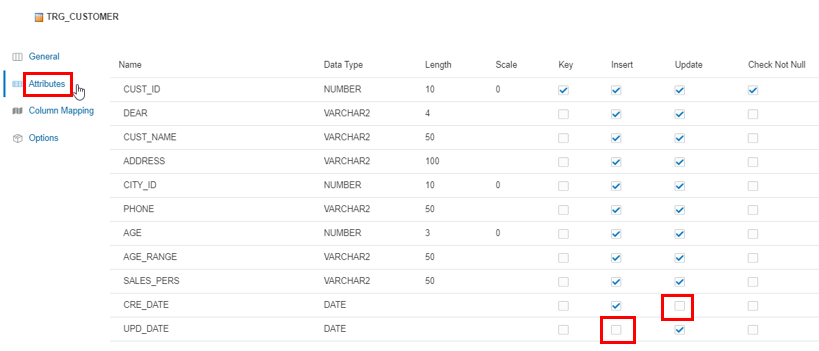 TRG_CUSTOMER
General
Attributes
Column Mapping
Options
Name Data Type Length Scale Key Insert Update Check Not Null
CUST_ID NUMBER 10 0
DEAR VARCHAR2 4
CUST_NAME VARCHAR2 50
ADDRESS VARCHAR2 100
CITY_ID NUMBER 10 0
PHONE VARCHAR2 50
AGE NUMBER 3 0
AGE_RANGE VARCHAR2 50
SALES_PERS VARCHAR2 50
CRE_DATE DATE
UPD_DATE DATE